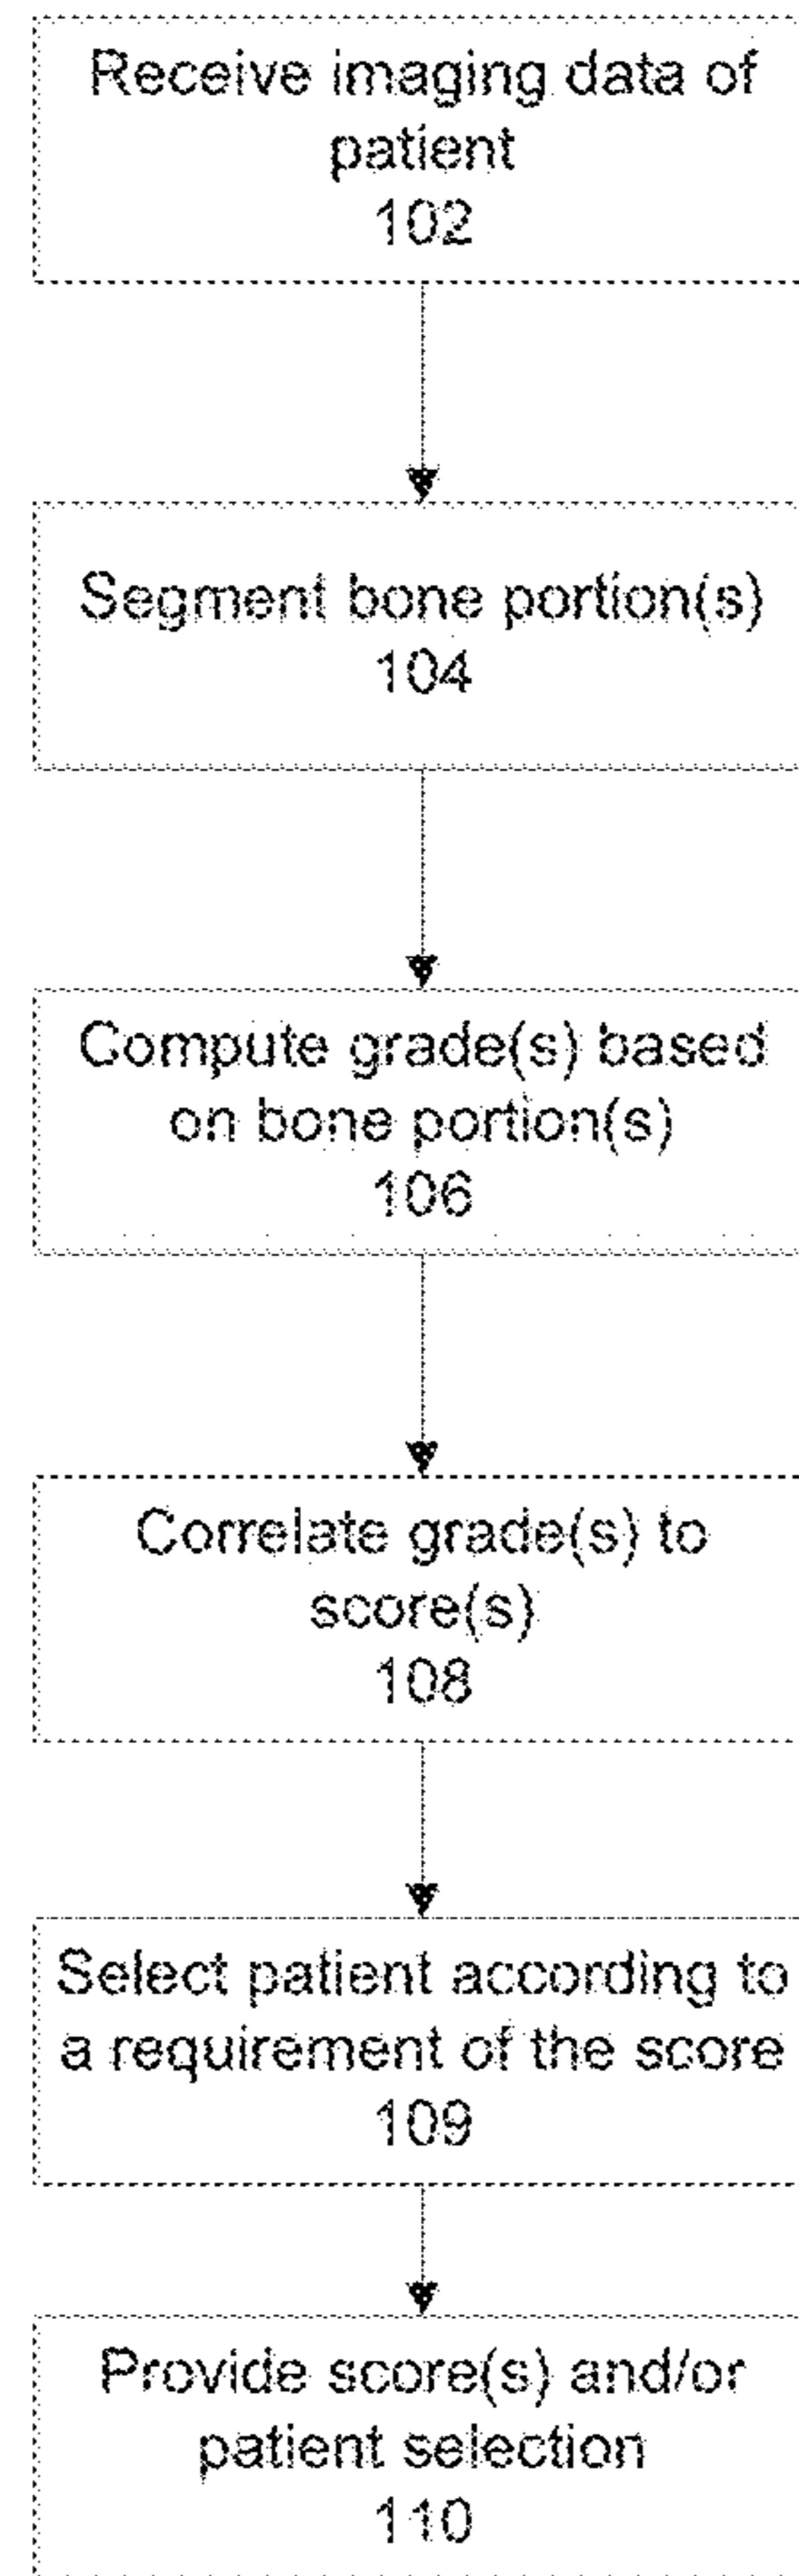 Receive imaging data of
patient
102
Segment bone portion(s)
104
Compute grade(s) based
on bone portion(s)
106
Correlate grade(s) to
score(s)
108
Select patient according to
a requirement of the score
109
Provide score(s) and/or
patient selection
110